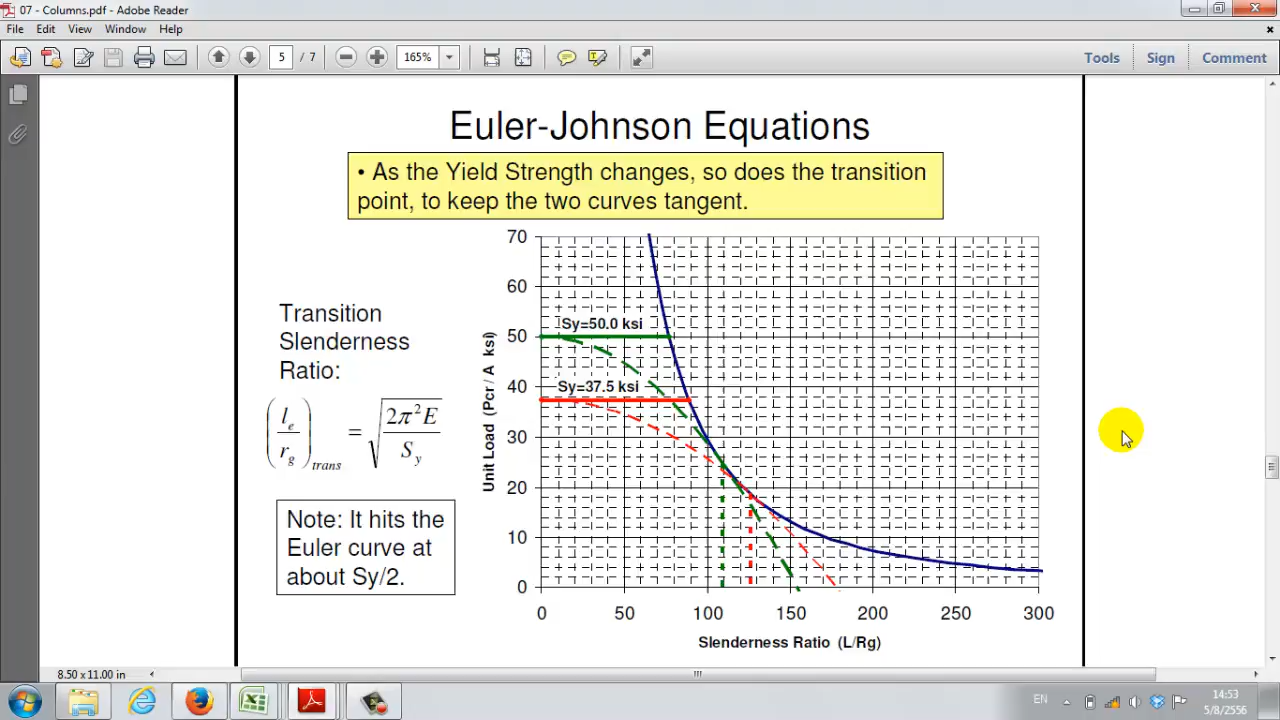 07 - Columns.pdf - Adobe Reader
File Edit View Window Help
5 / 7 165% Tools Sign Comment
Euler-Johnson Equations
• As the Yield Strength changes, so does the transition
point, to keep the two curves tangent.
Transition
Slenderness
Ratio:
(le/rg)trans = √(2π²E/Sy)
Note: It hits the
Euler curve at
about Sy/2.
Unit Load (Pcr / A ksi)
70
60
50
40
30
20
10
0
Sy=50.0 ksi
Sy=37.5 ksi
0 50 100 150 200 250 300
Slenderness Ratio (L/Rg)
8.50 x 11.00 in
EN
14:53
5/8/2556